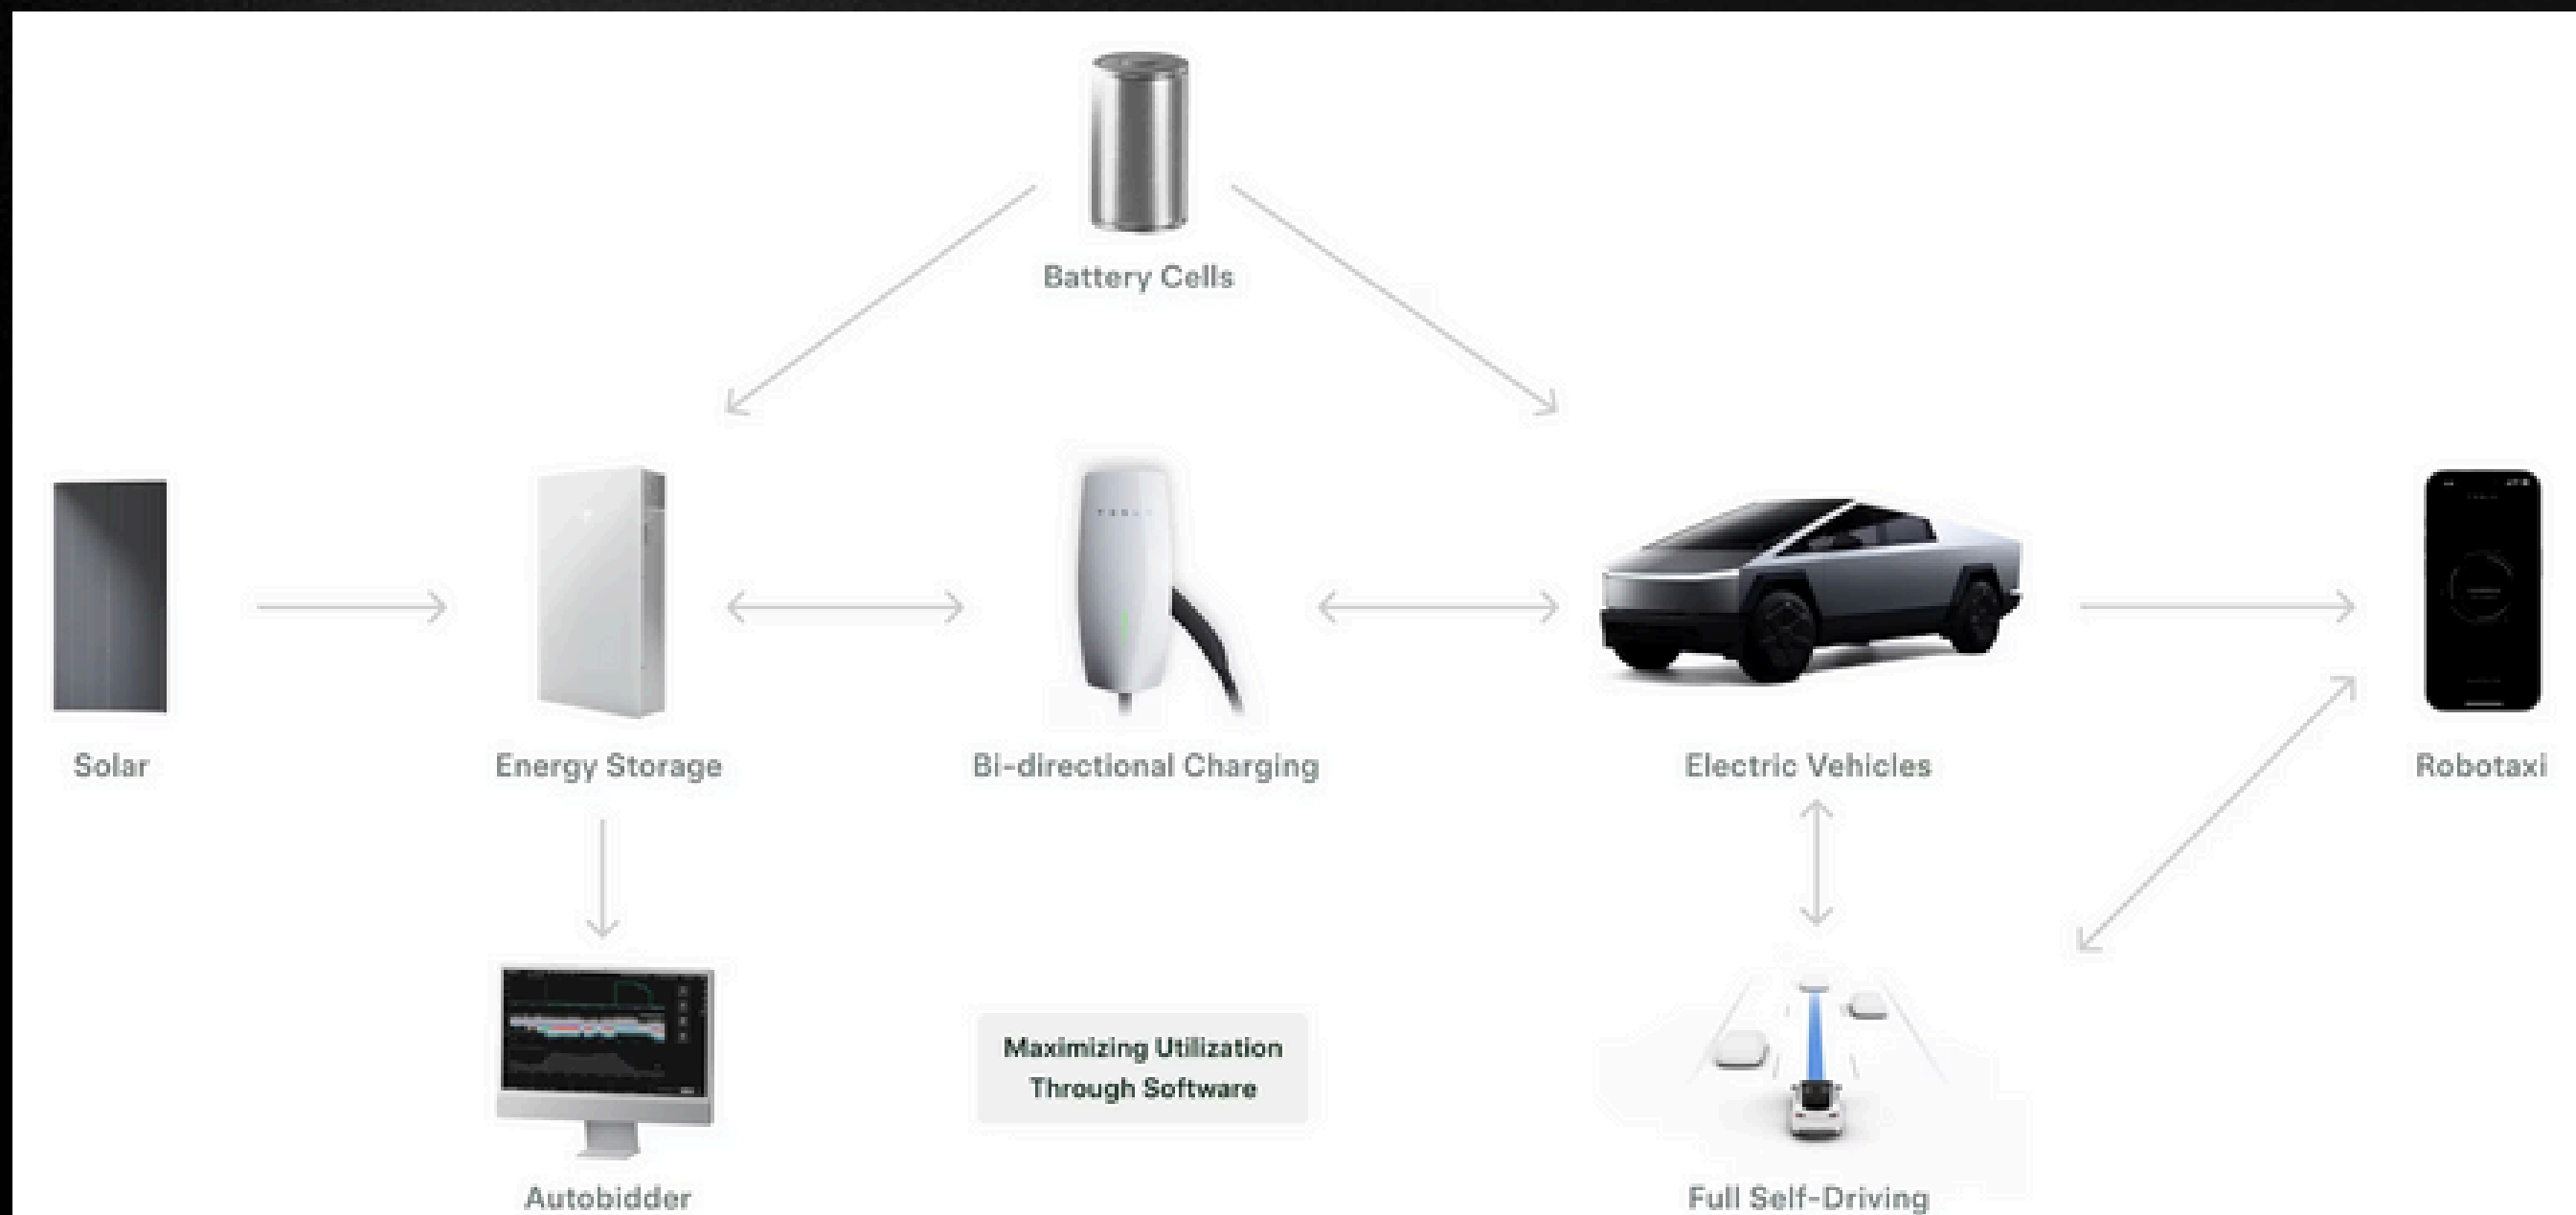 Battery Cells
TESLA
Solar
Energy Storage
Bi-directional Charging
Electric Vehicles
Robotaxi
Maximizing Utilization
Through Software
Autobidder
Full Self-Driving